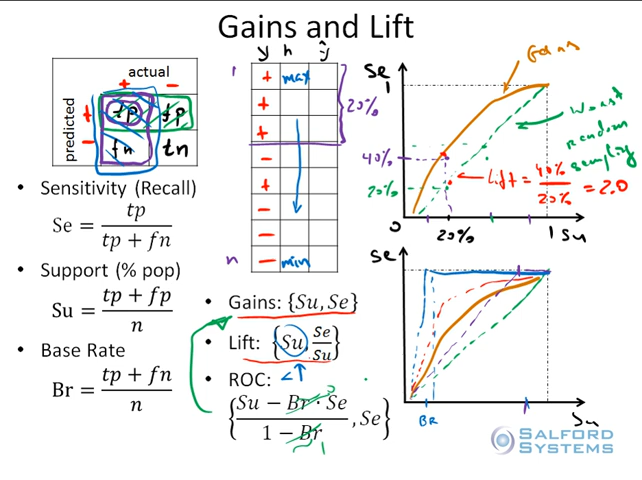 Gains and Lift
actual
+ -
predicted
+ tp fp
- fn tn
• Sensitivity (Recall)
Se = tp / (tp + fn)
• Support (% pop)
Su = (tp + fp) / n
• Base Rate
Br = (tp + fn) / n
y h ŷ
1 + max
+
+
20%
-
+
-
-
n - min
• Gains: {Su, Se}
• Lift: {Su, Se/Su}
• ROC:
{(Su − Br · Se) / (1 − Br), Se}
1
Se
1
Gains
Worst
random
sampling
40%
20%
Lift = 40% / 20% = 2.0
0 20% 1 Su
Se
BR Su
SALFORD
SYSTEMS